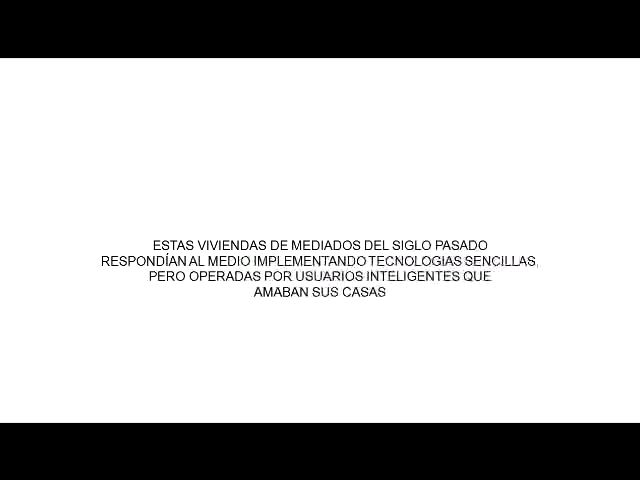 ESTAS VIVIENDAS DE MEDIADOS DEL SIGLO PASADO
RESPONDÍAN AL MEDIO IMPLEMENTANDO TECNOLOGIAS SENCILLAS,
PERO OPERADAS POR USUARIOS INTELIGENTES QUE
AMABAN SUS CASAS